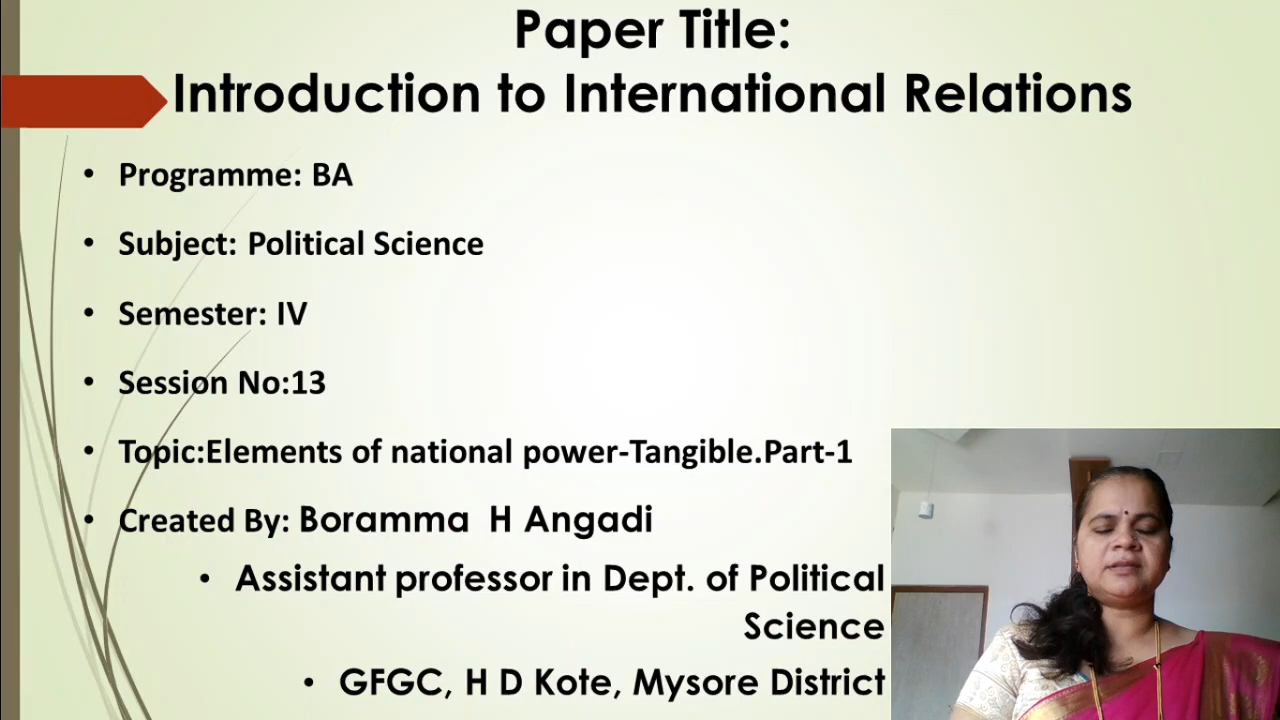 Paper Title:
Introduction to International Relations
• Programme: BA
• Subject: Political Science
• Semester: IV
• Session No:13
• Topic:Elements of national power-Tangible.Part-1
• Created By: Boramma H Angadi
• Assistant professor in Dept. of Political
Science
• GFGC, H D Kote, Mysore District